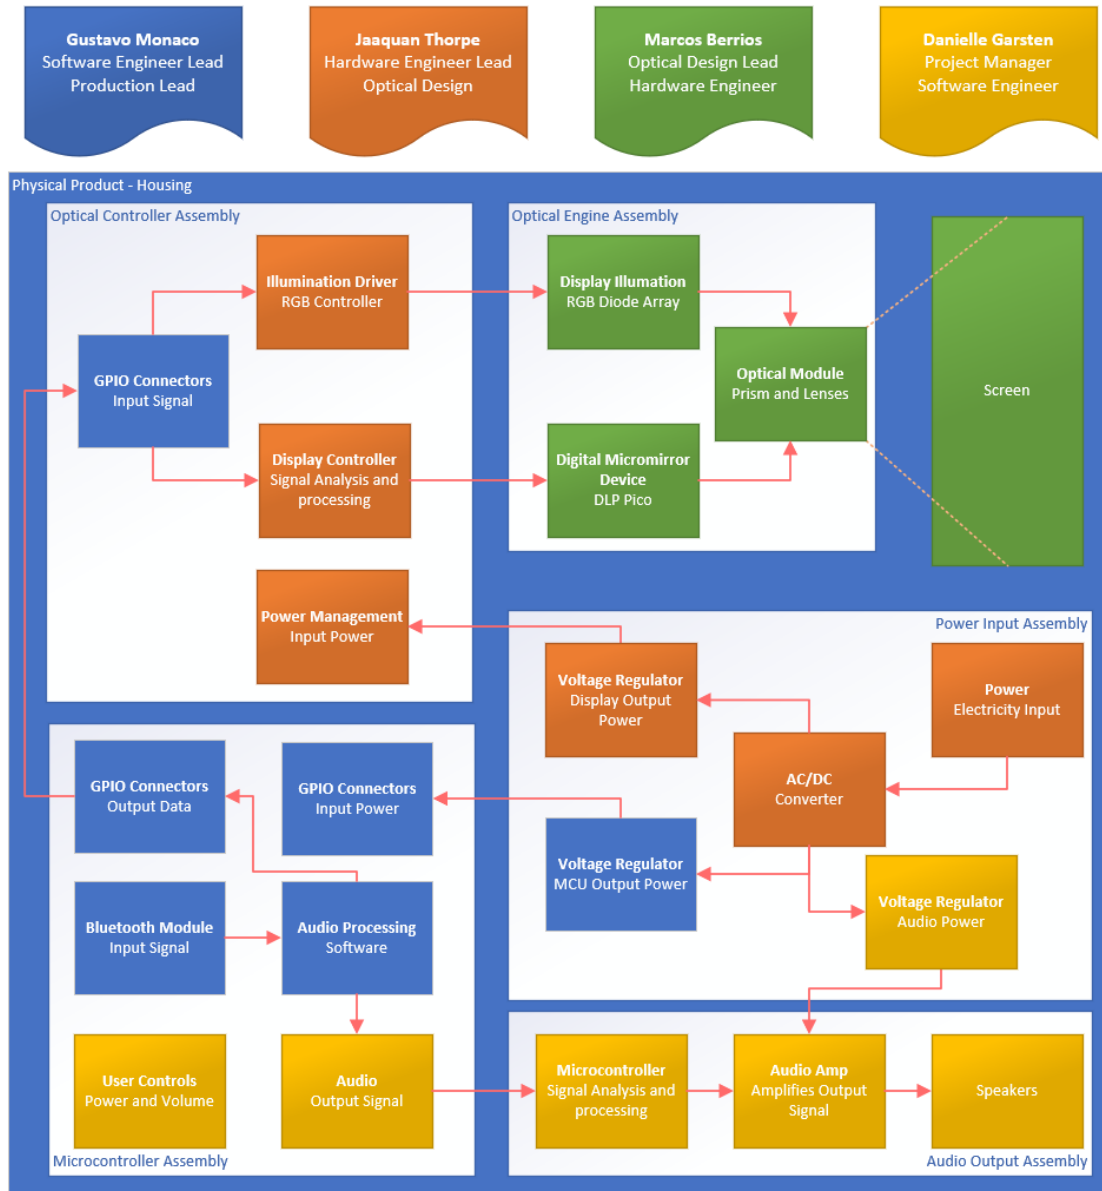 Gustavo Monaco
Software Engineer Lead
Production Lead
Jaaquan Thorpe
Hardware Engineer Lead
Optical Design
Marcos Berrios
Optical Design Lead
Hardware Engineer
Danielle Garsten
Project Manager
Software Engineer
Physical Product - Housing
Optical Controller Assembly
Illumination Driver
RGB Controller
GPIO Connectors
Input Signal
Display Controller
Signal Analysis and
processing
Power Management
Input Power
Optical Engine Assembly
Display Illumation
RGB Diode Array
Optical Module
Prism and Lenses
Digital Micromirror
Device
DLP Pico
Screen
Power Input Assembly
Voltage Regulator
Display Output
Power
Power
Electricity Input
AC/DC
Converter
Voltage Regulator
MCU Output Power
Voltage Regulator
Audio Power
GPIO Connectors
Output Data
GPIO Connectors
Input Power
Bluetooth Module
Input Signal
Audio Processing
Software
User Controls
Power and Volume
Audio
Output Signal
Microcontroller Assembly
Microcontroller
Signal Analysis and
processing
Audio Amp
Amplifies Output
Signal
Speakers
Audio Output Assembly